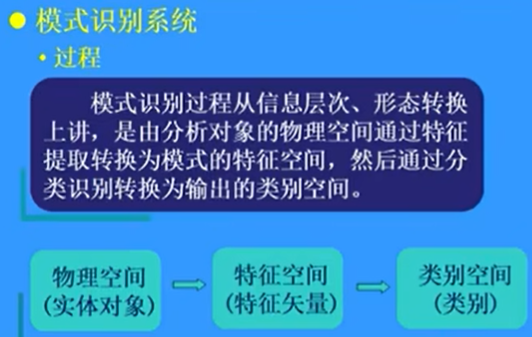 模式识别系统
过程
模式识别过程从信息层次、形态转换
上讲，是由分析对象的物理空间通过特征
提取转换为模式的特征空间，然后通过分
类识别转换为输出的类别空间。
物理空间
(实体对象)
特征空间
(特征矢量)
类别空间
(类别)